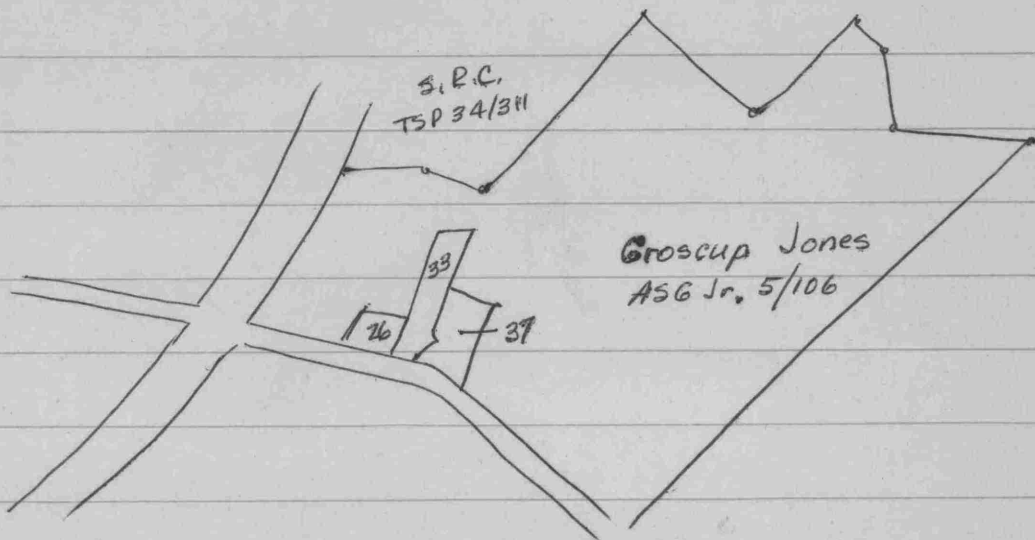 S.R.C.
TSP 34/311
Groscup Jones
ASG Jr. 5/106
33
26
37